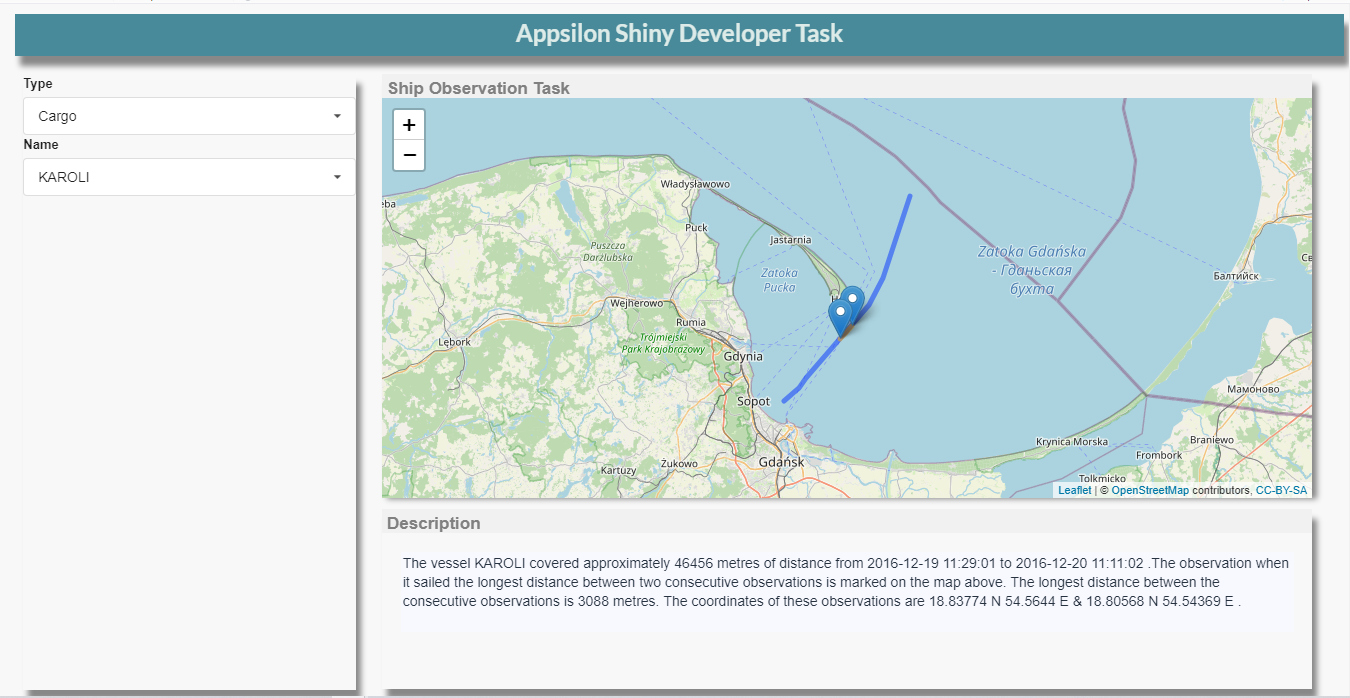 Appsilon Shiny Developer Task
Type
Cargo
Name
KAROLI
Ship Observation Task
+
−
Władysławowo
eba
Puck
Jastarnia
Puszcza
Darżlubska
Zatoka
Pucka
Zatoka Gdańska
- Гданьская
бухта
Балтийск
Св
H
Wejherowo
Rumia
Trójmiejski
Park Krajobrazowy
Lębork
Gdynia
Sopot
Мамоново
Krynica Morska
Braniewo
Frombork
Gdańsk
Żukowo
Kartuzy
Tolkmicko
Leaflet | © OpenStreetMap contributors, CC-BY-SA
Description
The vessel KAROLI covered approximately 46456 metres of distance from 2016-12-19 11:29:01 to 2016-12-20 11:11:02 .The observation when
it sailed the longest distance between two consecutive observations is marked on the map above. The longest distance between the
consecutive observations is 3088 metres. The coordinates of these observations are 18.83774 N 54.5644 E & 18.80568 N 54.54369 E .